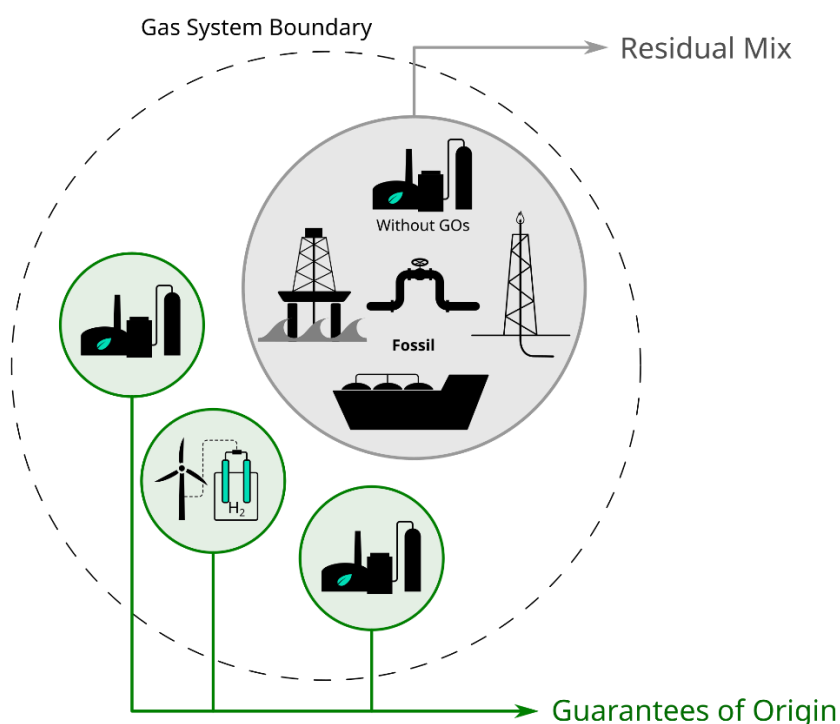 Gas System Boundary
Residual Mix
Without GOs
Fossil
H₂
Guarantees of Origin